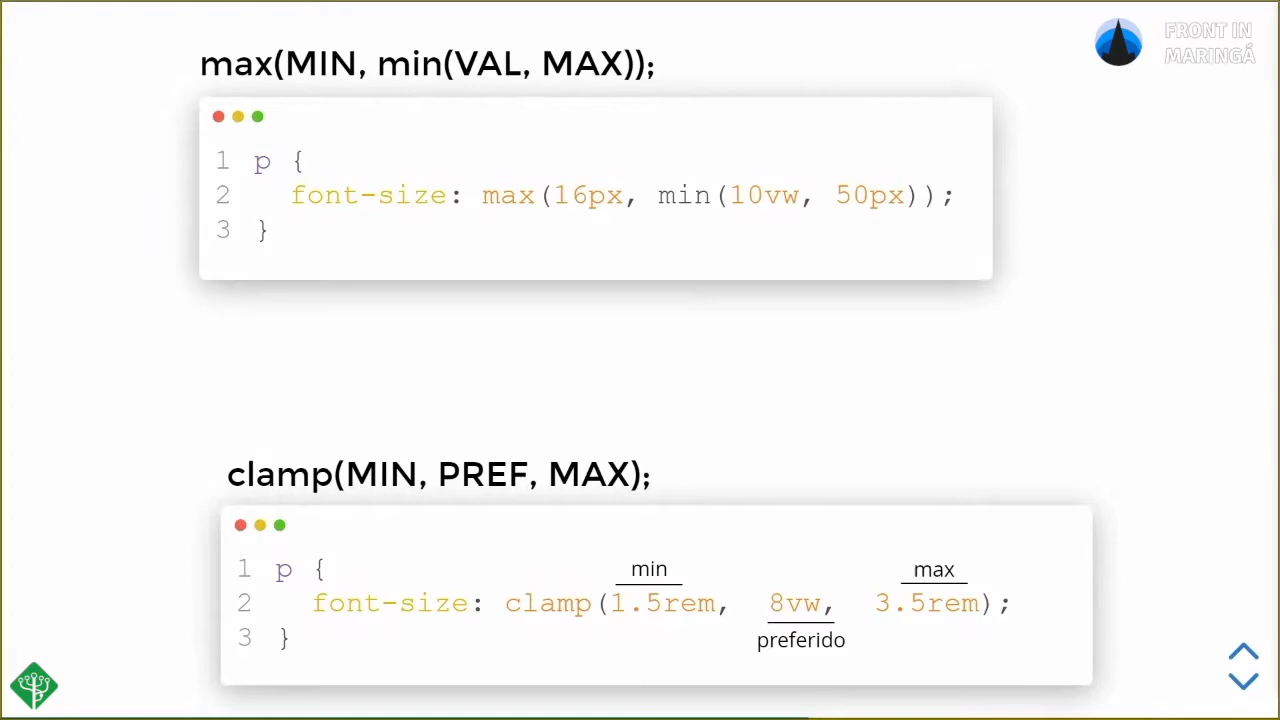 FRONT IN
MARINGÁ
max(MIN, min(VAL, MAX));
1 p {
2 font-size: max(16px, min(10vw, 50px));
3 }
clamp(MIN, PREF, MAX);
1 p {
min max
2 font-size: clamp(1.5rem, 8vw, 3.5rem);
preferido
3 }